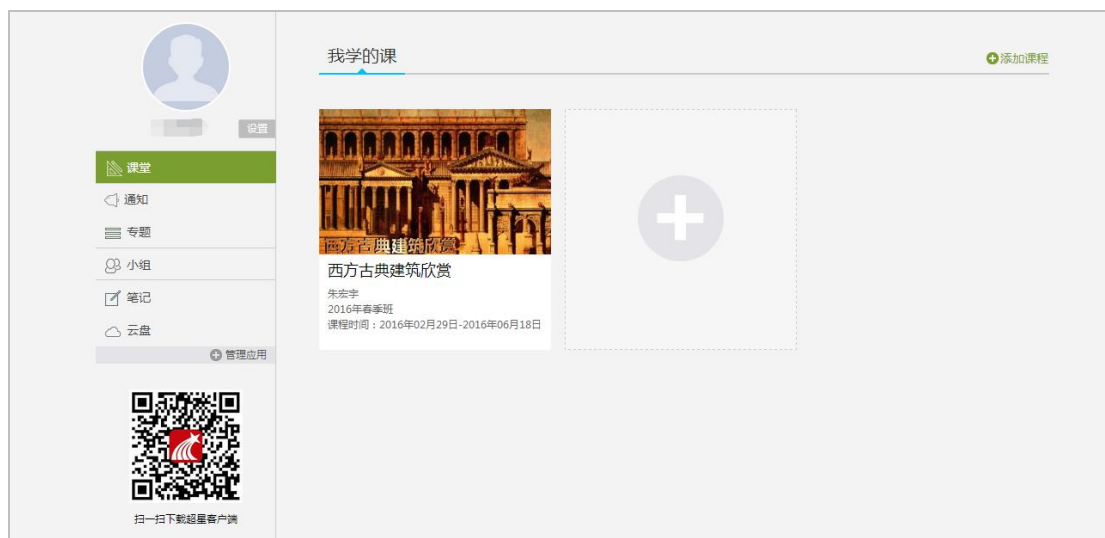 我学的课
添加课程
设置
课堂
通知
专题
小组
笔记
云盘
管理应用
西方古典建筑欣赏
西方古典建筑欣赏
朱宏宇
2016年春季班
课程时间：2016年02月29日-2016年06月18日
扫一扫下载超星客户端